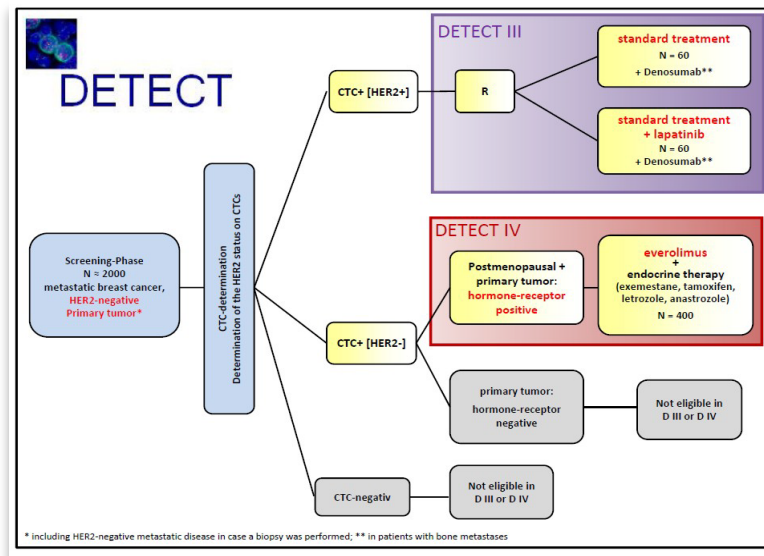 DETECT
DETECT III
standard treatment
N = 60
+ Denosumab**
CTC+ [HER2+]
R
standard treatment
+ lapatinib
N = 60
+ Denosumab**
Screening-Phase
N ≈ 2000
metastatic breast cancer,
HER2-negative
Primary tumor*
CTC-determination
Determination of the HER2 status on CTCs
DETECT IV
Postmenopausal +
primary tumor:
hormone-receptor
positive
everolimus
+
endocrine therapy
(exemestane, tamoxifen,
letrozole, anastrozole)
N = 400
CTC+ [HER2-]
primary tumor:
hormone-receptor
negative
Not eligible in
D III or D IV
CTC-negativ
Not eligible in
D III or D IV
* including HER2-negative metastatic disease in case a biopsy was performed; ** in patients with bone metastases